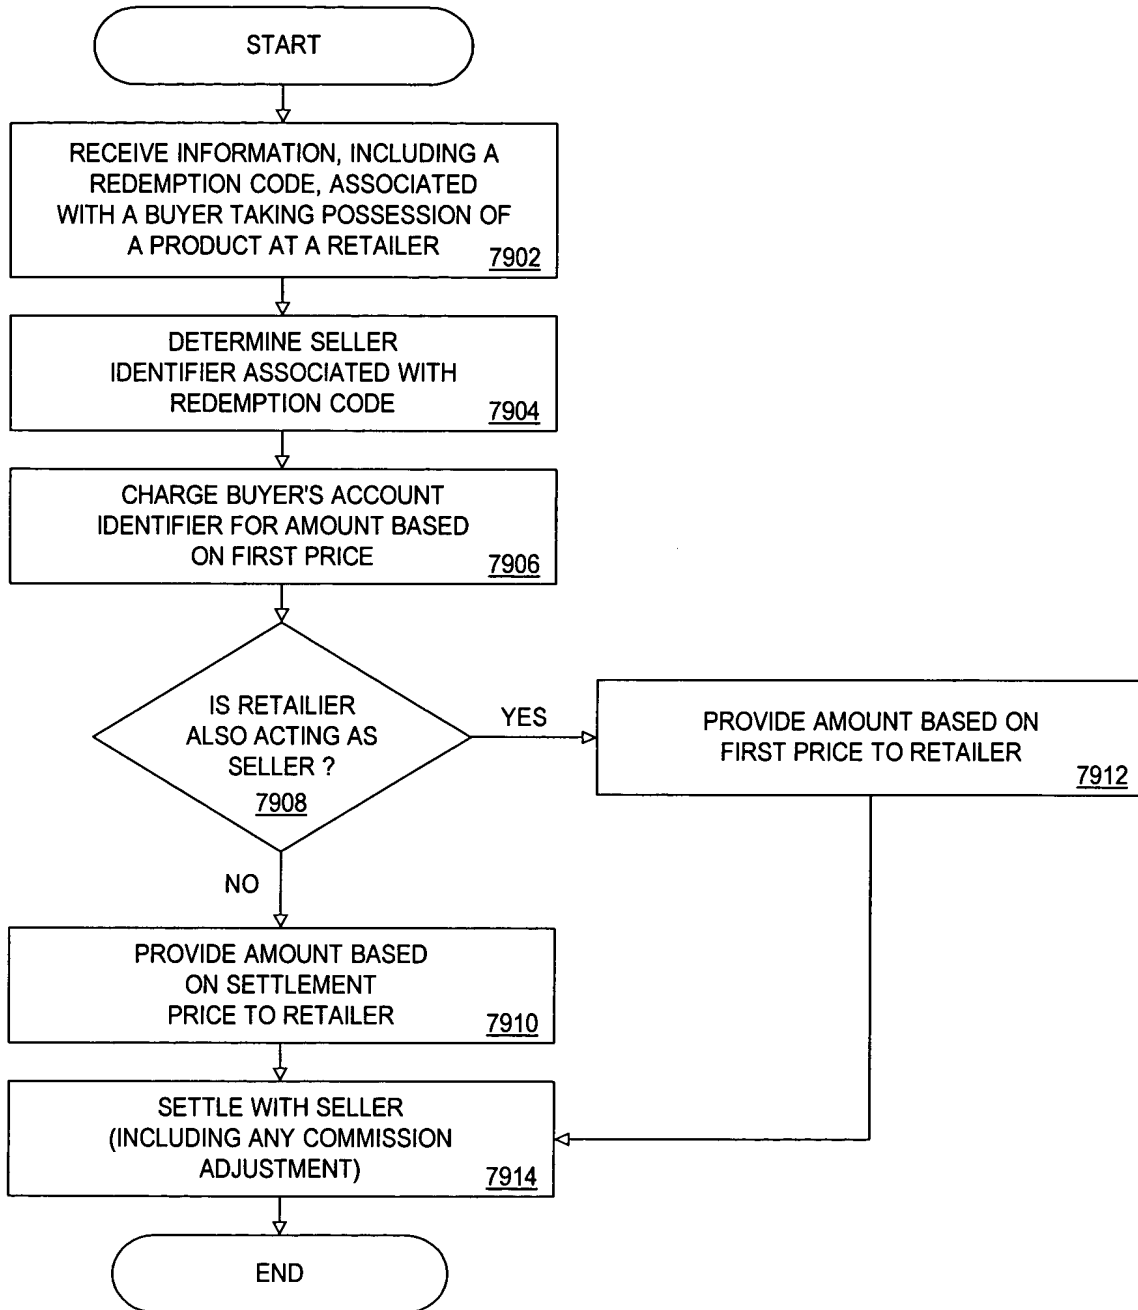 START
RECEIVE INFORMATION, INCLUDING A
REDEMPTION CODE, ASSOCIATED
WITH A BUYER TAKING POSSESSION OF
A PRODUCT AT A RETAILER
7902
DETERMINE SELLER
IDENTIFIER ASSOCIATED WITH
REDEMPTION CODE
7904
CHARGE BUYER'S ACCOUNT
IDENTIFIER FOR AMOUNT BASED
ON FIRST PRICE
7906
IS RETAILIER
ALSO ACTING AS
SELLER ?
7908
YES
PROVIDE AMOUNT BASED ON
FIRST PRICE TO RETAILER
7912
NO
PROVIDE AMOUNT BASED
ON SETTLEMENT
PRICE TO RETAILER
7910
SETTLE WITH SELLER
(INCLUDING ANY COMMISSION
ADJUSTMENT)
7914
END